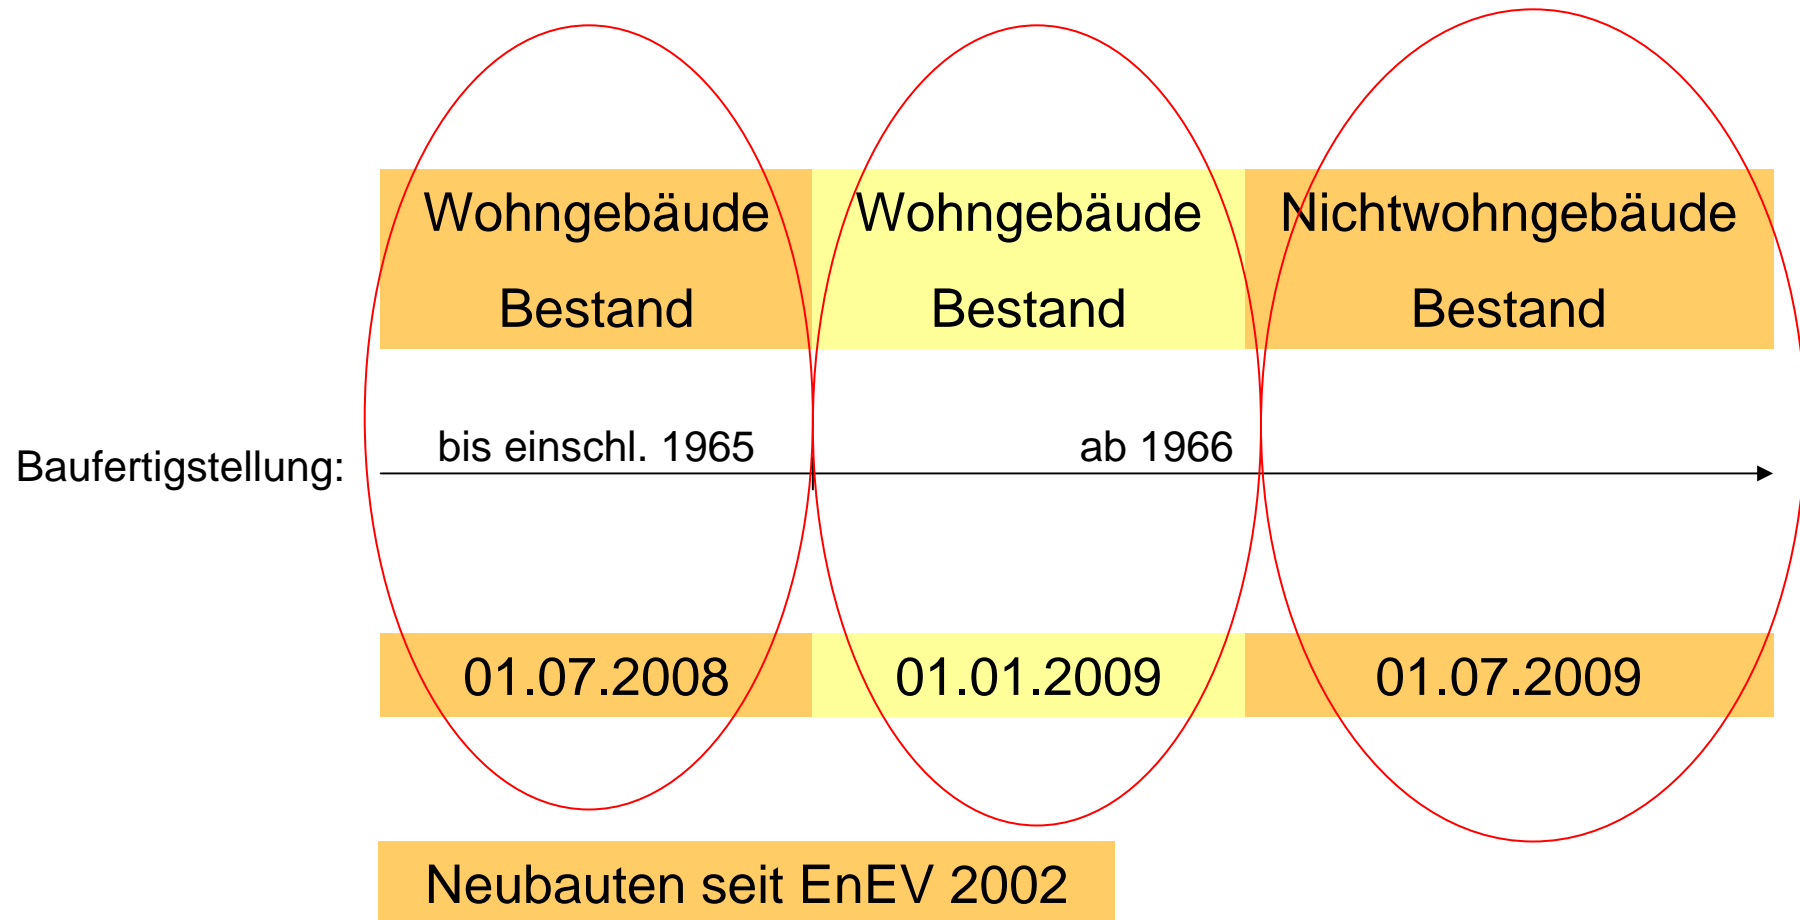 Wohngebäude Wohngebäude Nichtwohngebäude
Bestand Bestand Bestand
bis einschl. 1965 ab 1966
Baufertigstellung:
01.07.2008 01.01.2009 01.07.2009
Neubauten seit EnEV 2002